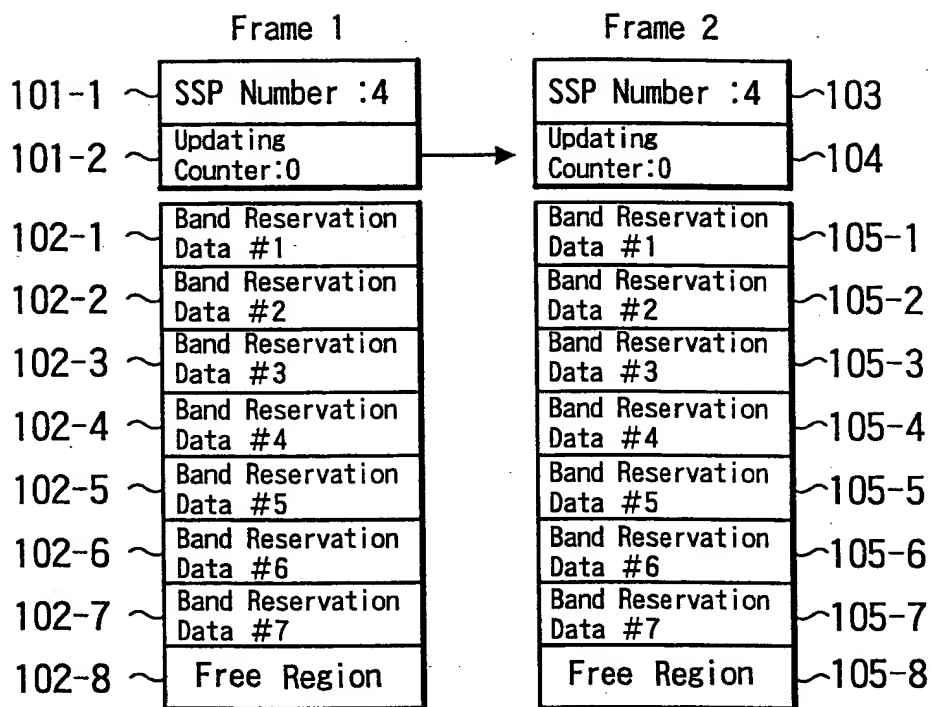 Frame 1
Frame 2
101-1
SSP Number :4
SSP Number :4
103
101-2
Updating
Counter:0
Updating
Counter:0
104
102-1
Band Reservation
Data #1
Band Reservation
Data #1
105-1
102-2
Band Reservation
Data #2
Band Reservation
Data #2
105-2
102-3
Band Reservation
Data #3
Band Reservation
Data #3
105-3
102-4
Band Reservation
Data #4
Band Reservation
Data #4
105-4
102-5
Band Reservation
Data #5
Band Reservation
Data #5
105-5
102-6
Band Reservation
Data #6
Band Reservation
Data #6
105-6
102-7
Band Reservation
Data #7
Band Reservation
Data #7
105-7
102-8
Free Region
Free Region
105-8